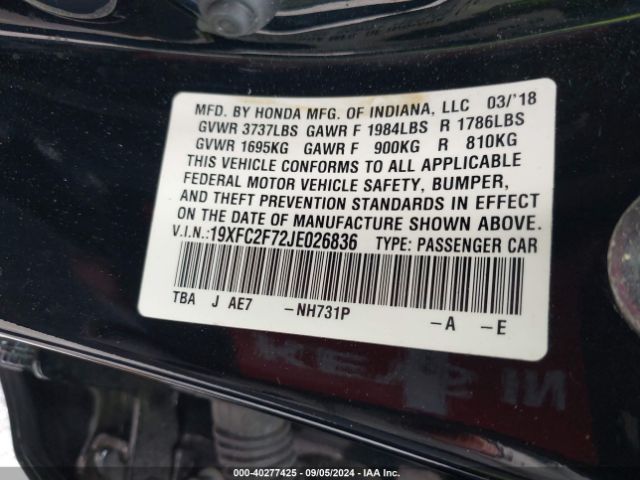 MFD. BY HONDA MFG. OF INDIANA, LLC 03/'18
GVWR 3737LBS GAWR F 1984LBS R 1786LBS
GVWR 1695KG GAWR F 900KG R 810KG
THIS VEHICLE CONFORMS TO ALL APPLICABLE
FEDERAL MOTOR VEHICLE SAFETY, BUMPER,
AND THEFT PREVENTION STANDARDS IN EFFECT
ON THE DATE OF MANUFACTURE SHOWN ABOVE.
V.I.N.:19XFC2F72JE026836 TYPE: PASSENGER CAR
TBA J AE7 -NH731P -A -E
000-40277425 - 09/05/2024 - IAA Inc.